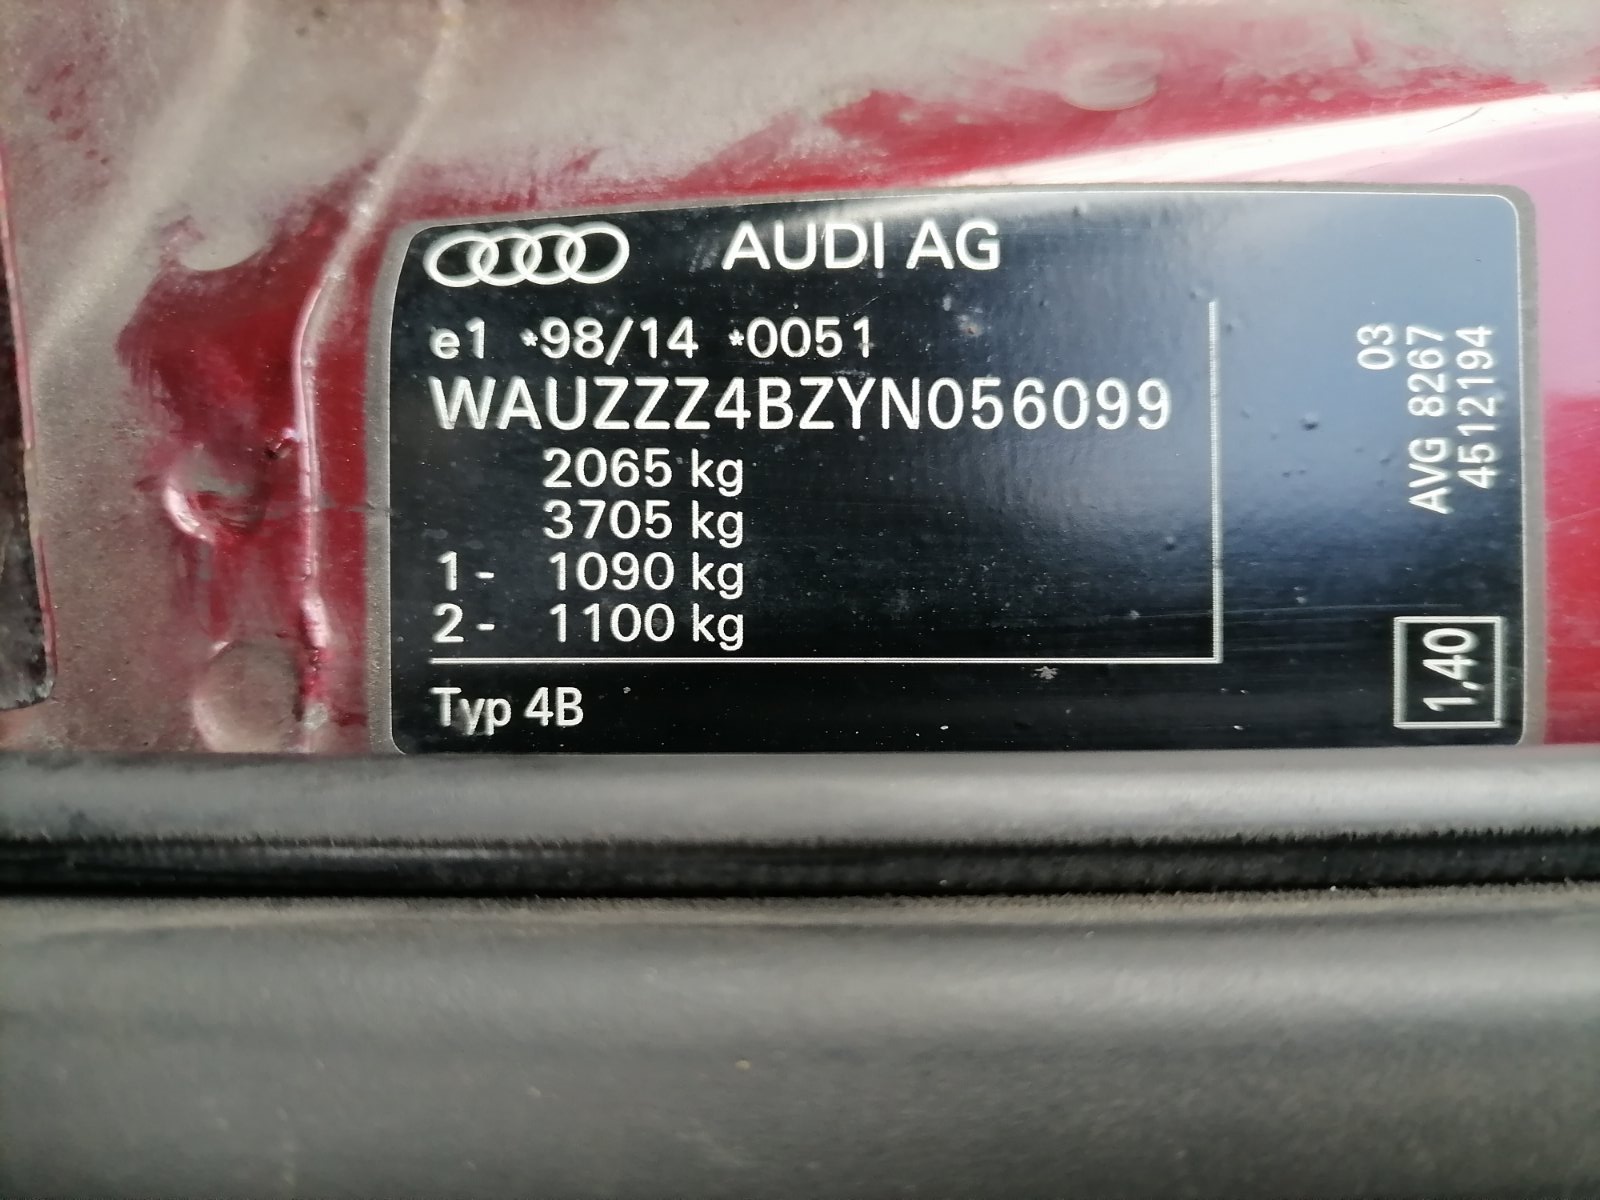 AUDI AG
e1 *98/14 *0051
WAUZZZ4BZYN056099
2065 kg
3705 kg
1- 1090 kg
2- 1100 kg
Typ 4B
03
AVG 8267
4512194
1,40